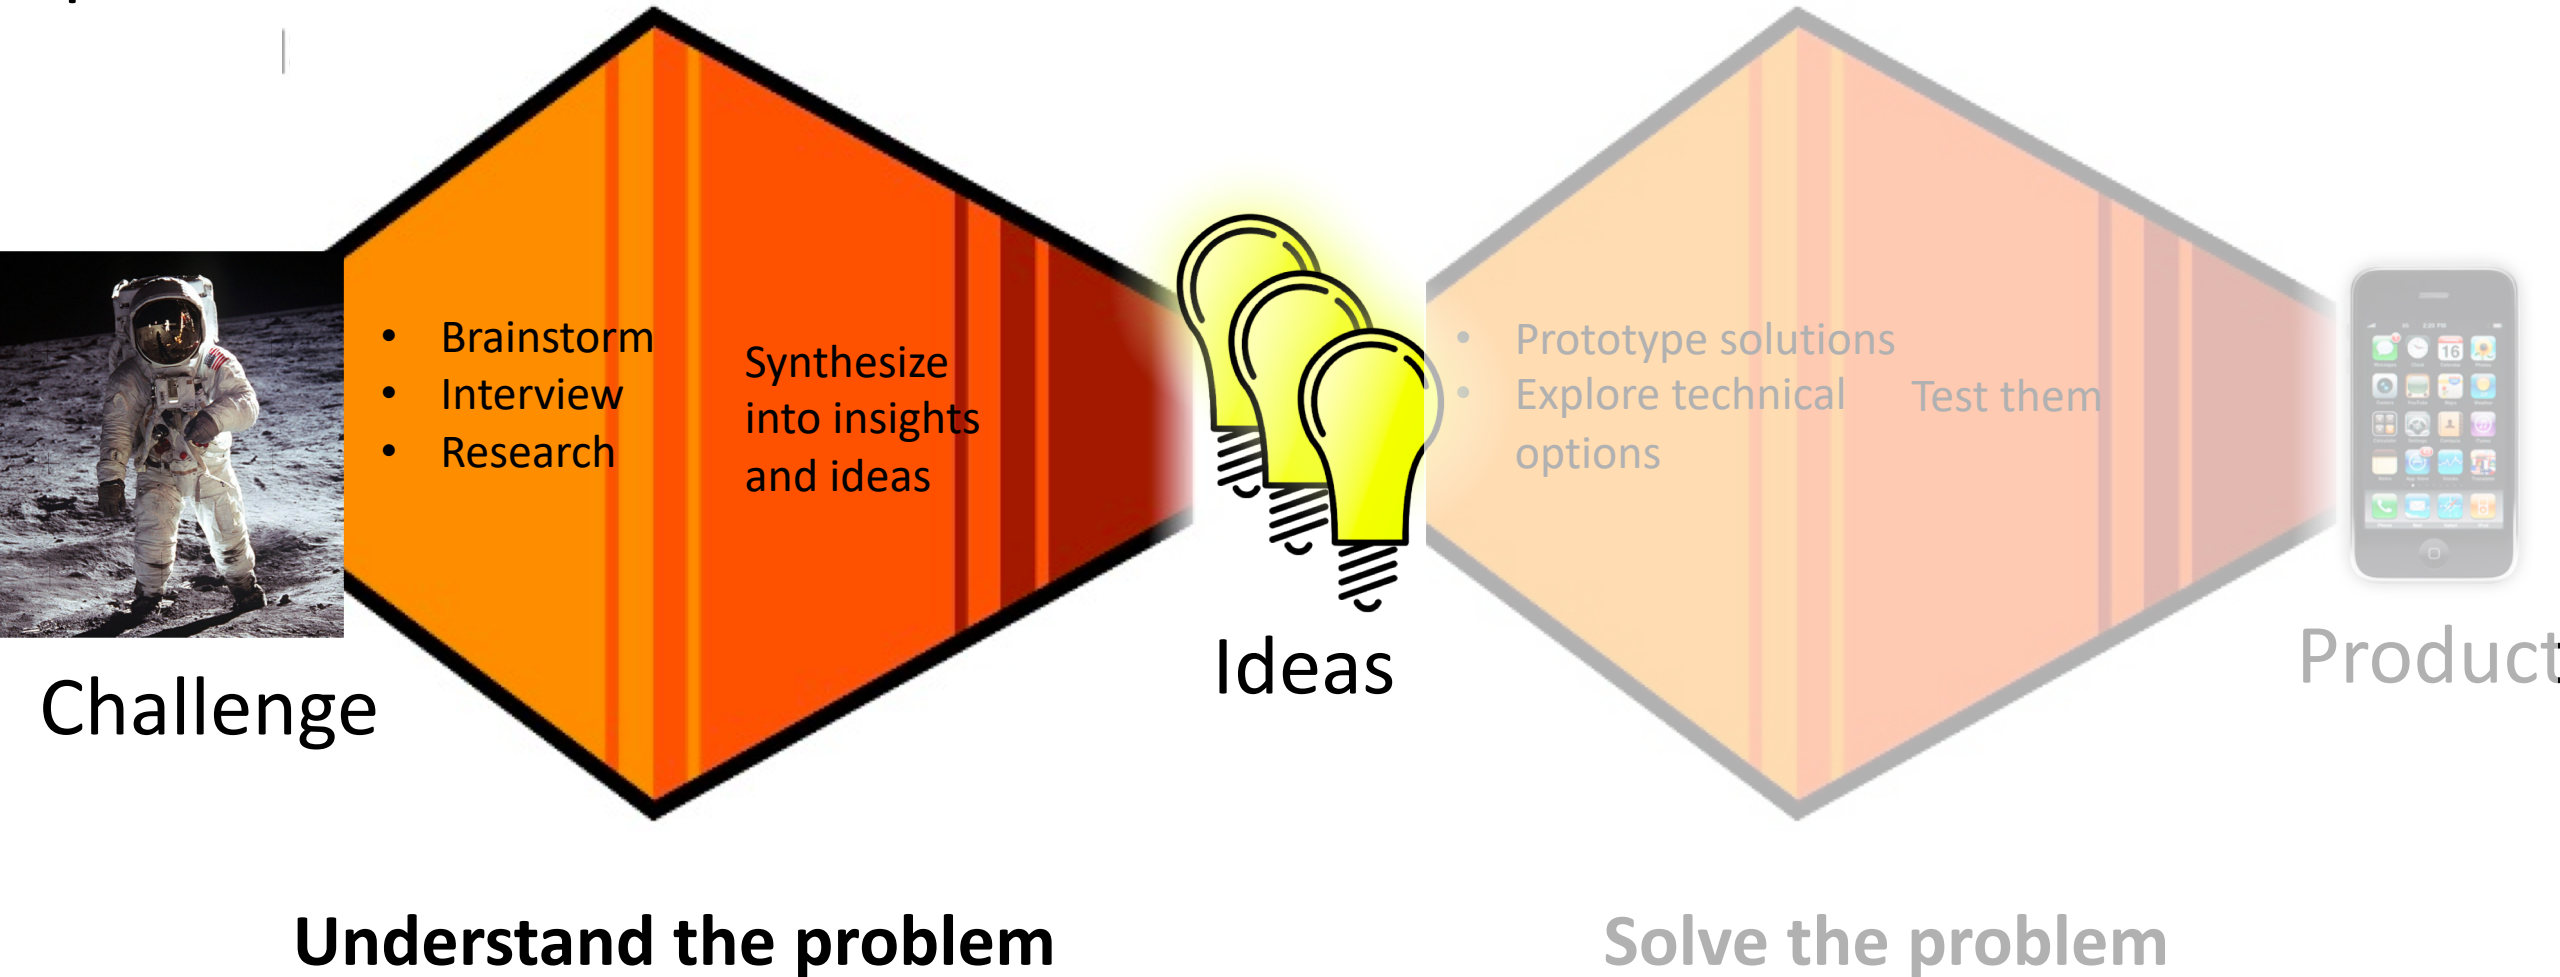 • Brainstorm
• Interview
• Research
Synthesize
into insights
and ideas
• Prototype solutions
• Explore technical
options
Test them
16
Challenge
Ideas
Product
Understand the problem
Solve the problem